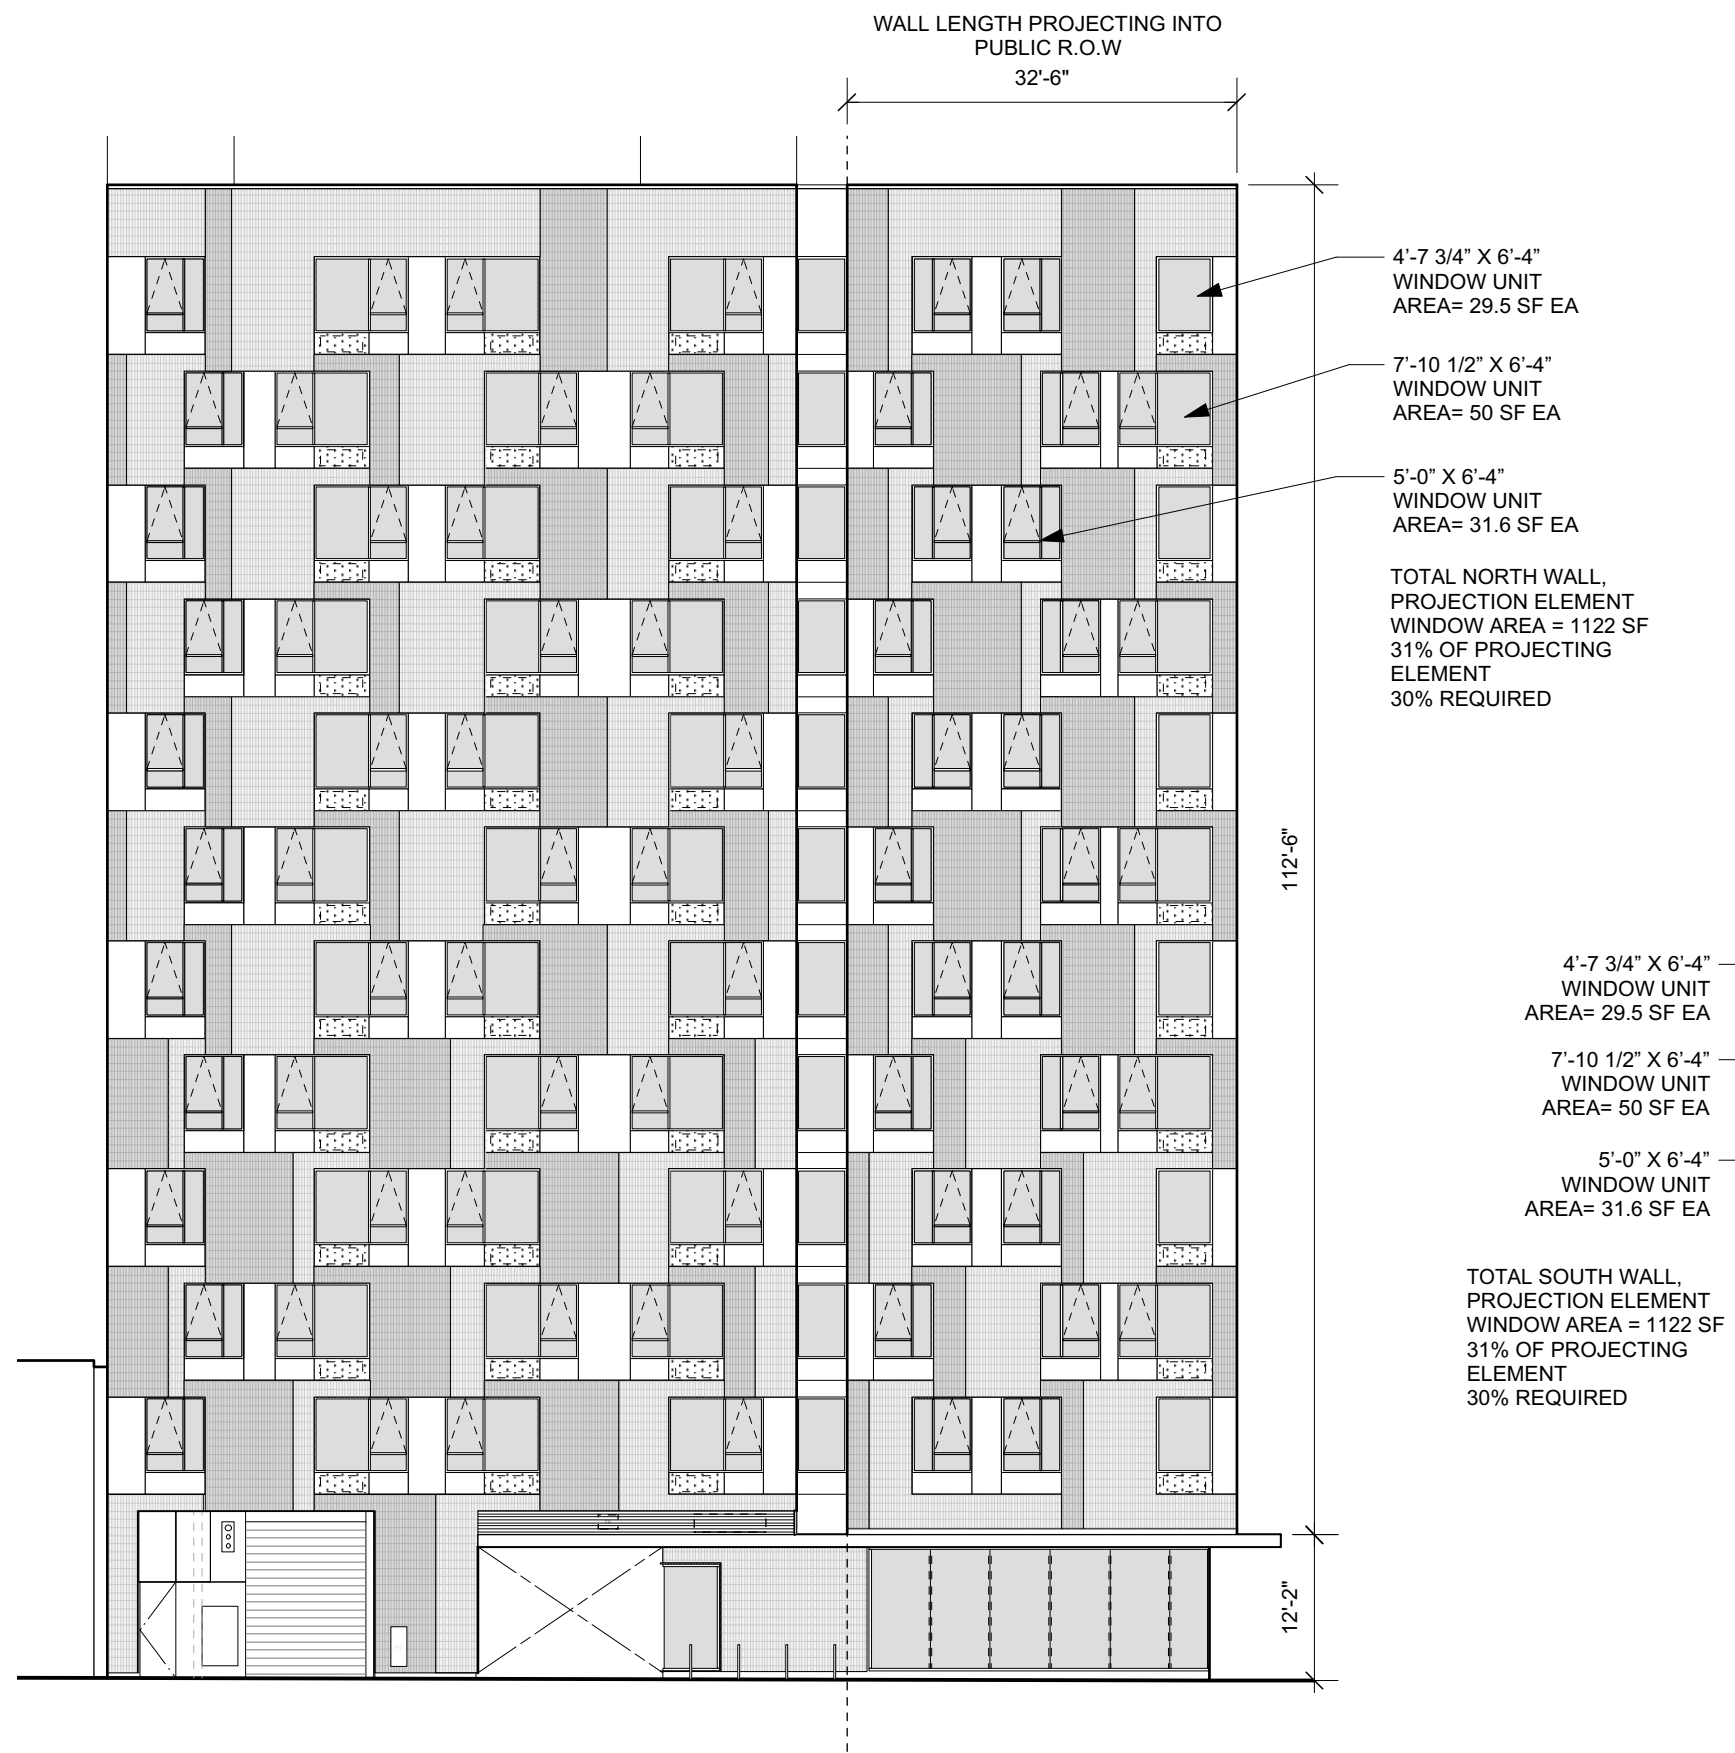 WALL LENGTH PROJECTING INTO
PUBLIC R.O.W
32'-6"
4’-7 3/4” X 6’-4”
WINDOW UNIT
AREA= 29.5 SF EA
7’-10 1/2” X 6’-4”
WINDOW UNIT
AREA= 50 SF EA
5’-0” X 6’-4”
WINDOW UNIT
AREA= 31.6 SF EA
TOTAL NORTH WALL,
PROJECTION ELEMENT
WINDOW AREA = 1122 SF
31% OF PROJECTING
ELEMENT
30% REQUIRED
112'-6"
4’-7 3/4” X 6’-4”
WINDOW UNIT
AREA= 29.5 SF EA
7’-10 1/2” X 6’-4”
WINDOW UNIT
AREA= 50 SF EA
5’-0” X 6’-4”
WINDOW UNIT
AREA= 31.6 SF EA
TOTAL SOUTH WALL,
PROJECTION ELEMENT
WINDOW AREA = 1122 SF
31% OF PROJECTING
ELEMENT
30% REQUIRED
12'-2"